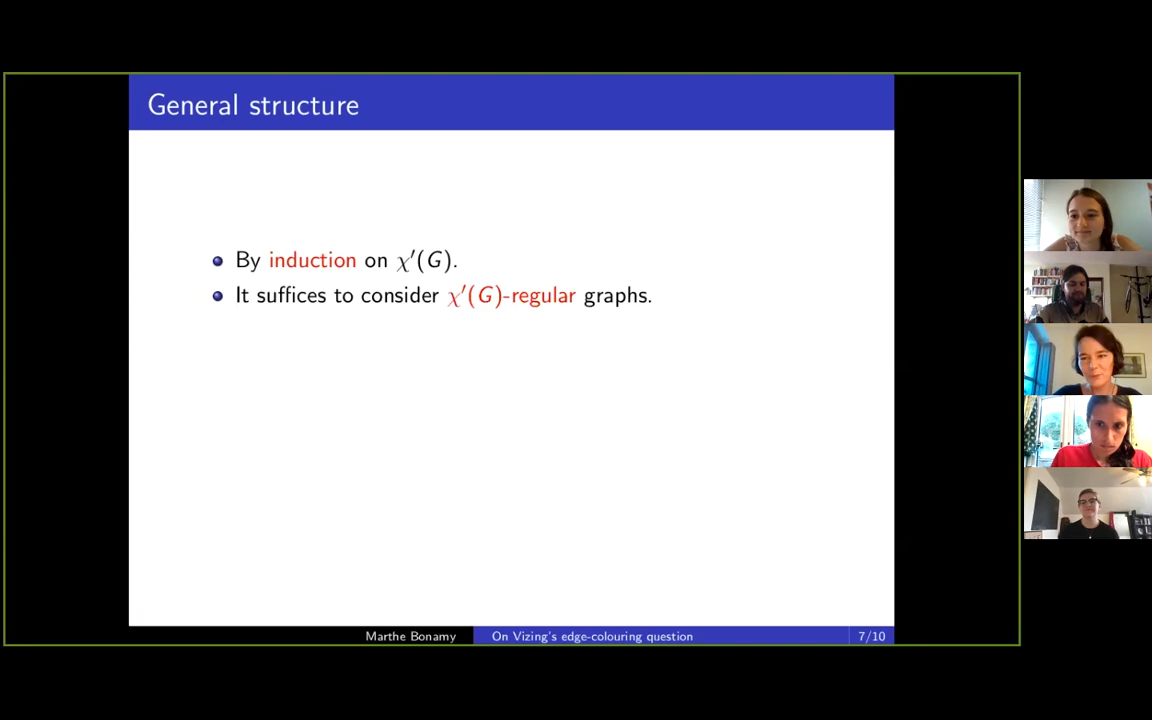 General structure
By induction on χ′(G).
It suffices to consider χ′(G)-regular graphs.
Marthe Bonamy
On Vizing's edge-colouring question
7/10